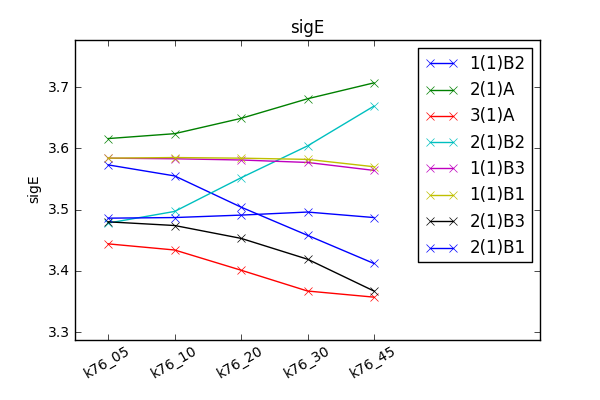 sigE
sigE
3.7
3.6
3.5
3.4
3.3
k76_05
k76_10
k76_20
k76_30
k76_45
1(1)B2
2(1)A
3(1)A
2(1)B2
1(1)B3
1(1)B1
2(1)B3
2(1)B1